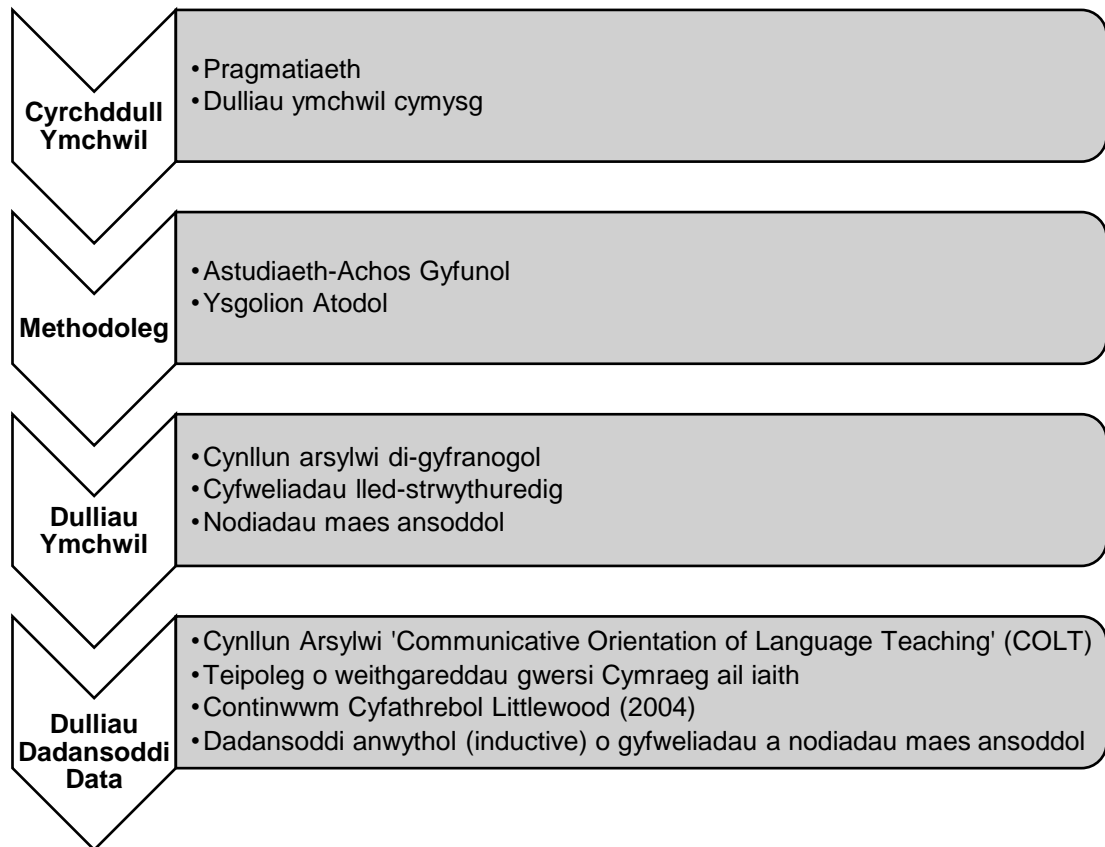 Cyrchddull
Ymchwil
•Pragmatiaeth
•Dulliau ymchwil cymysg
Methodoleg
•Astudiaeth-Achos Gyfunol
•Ysgolion Atodol
Dulliau
Ymchwil
•Cynllun arsylwi di-gyfranogol
•Cyfweliadau lled-strwythuredig
•Nodiadau maes ansoddol
Dulliau
Dadansoddi
Data
•Cynllun Arsylwi 'Communicative Orientation of Language Teaching' (COLT)
•Teipoleg o weithgareddau gwersi Cymraeg ail iaith
•Continwwm Cyfathrebol Littlewood (2004)
•Dadansoddi anwythol (inductive) o gyfweliadau a nodiadau maes ansoddol